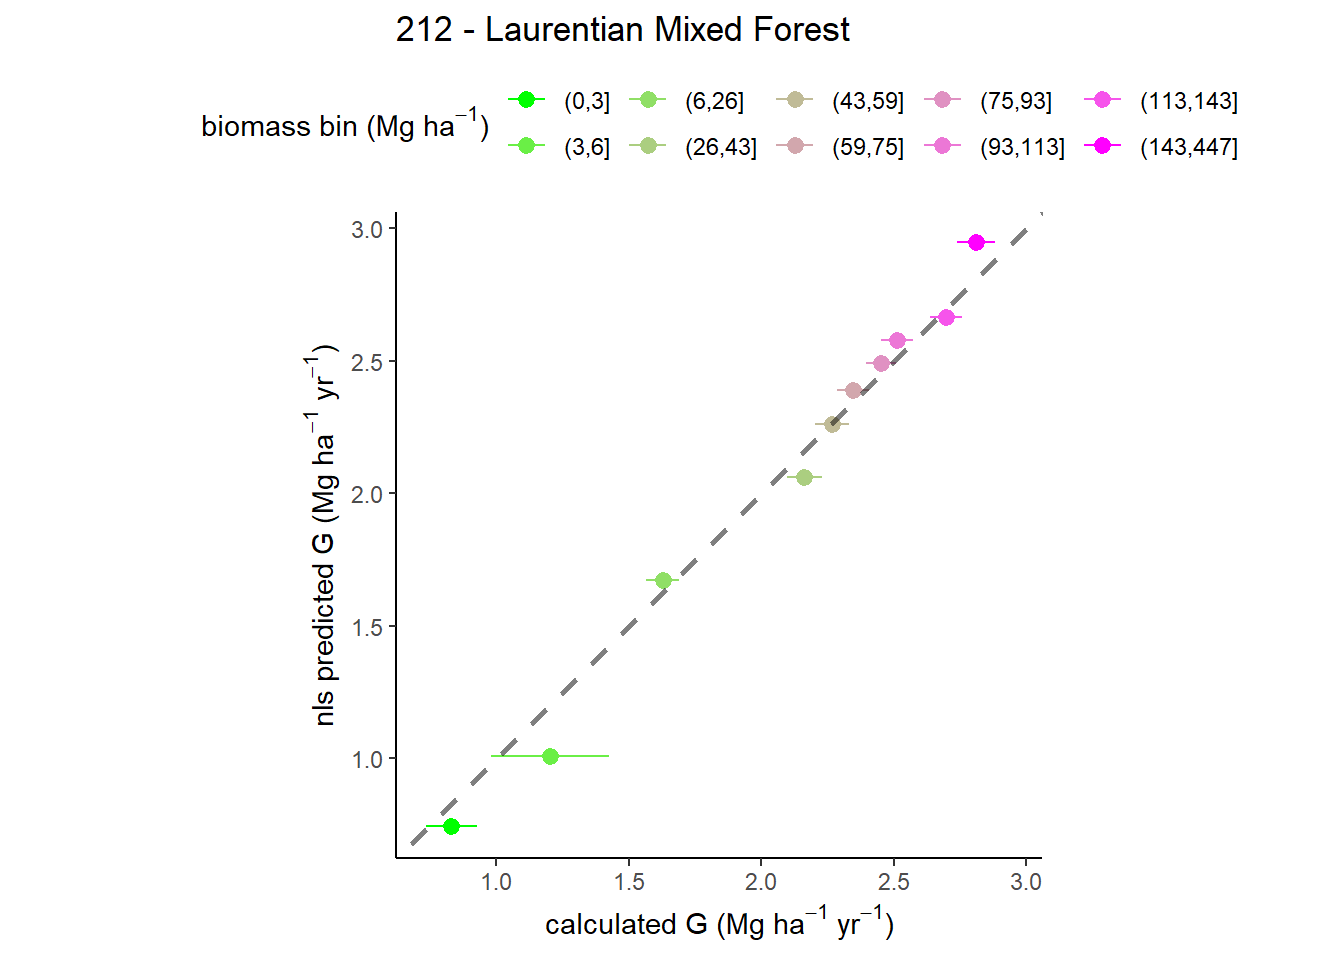 212 - Laurentian Mixed Forest
biomass bin (Mg ha⁻¹)
(0,3] (6,26] (43,59] (75,93] (113,143]
(3,6] (26,43] (59,75] (93,113] (143,447]
nls predicted G (Mg ha⁻¹ yr⁻¹)
3.0
2.5
2.0
1.5
1.0
1.0 1.5 2.0 2.5 3.0
calculated G (Mg ha⁻¹ yr⁻¹)